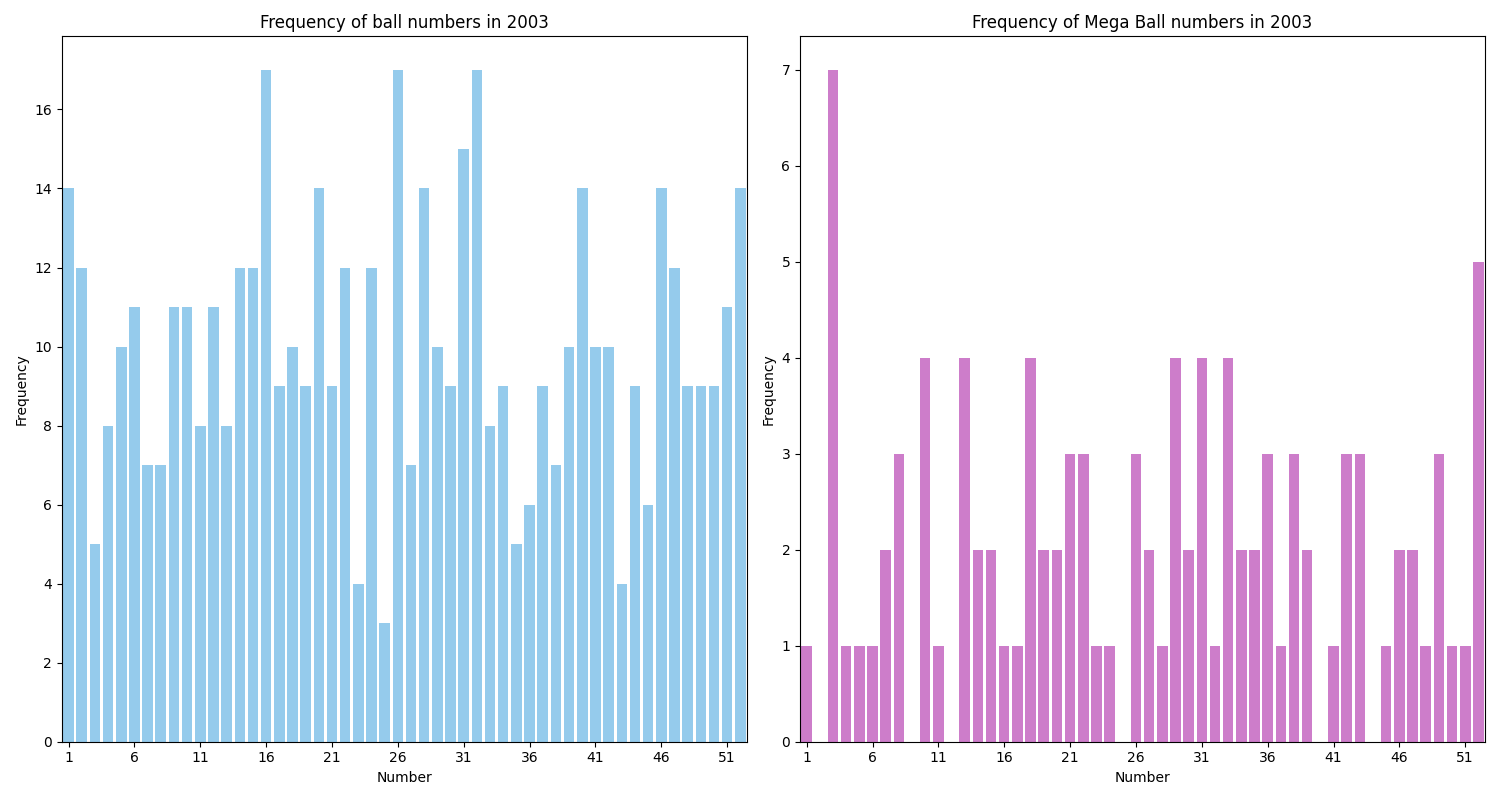 Frequency of ball numbers in 2003
Frequency
16
14
12
10
8
6
4
2
0
1 6 11 16 21 26 31 36 41 46 51
Number
Frequency of Mega Ball numbers in 2003
Frequency
7
6
5
4
3
2
1
0
1 6 11 16 21 26 31 36 41 46 51
Number